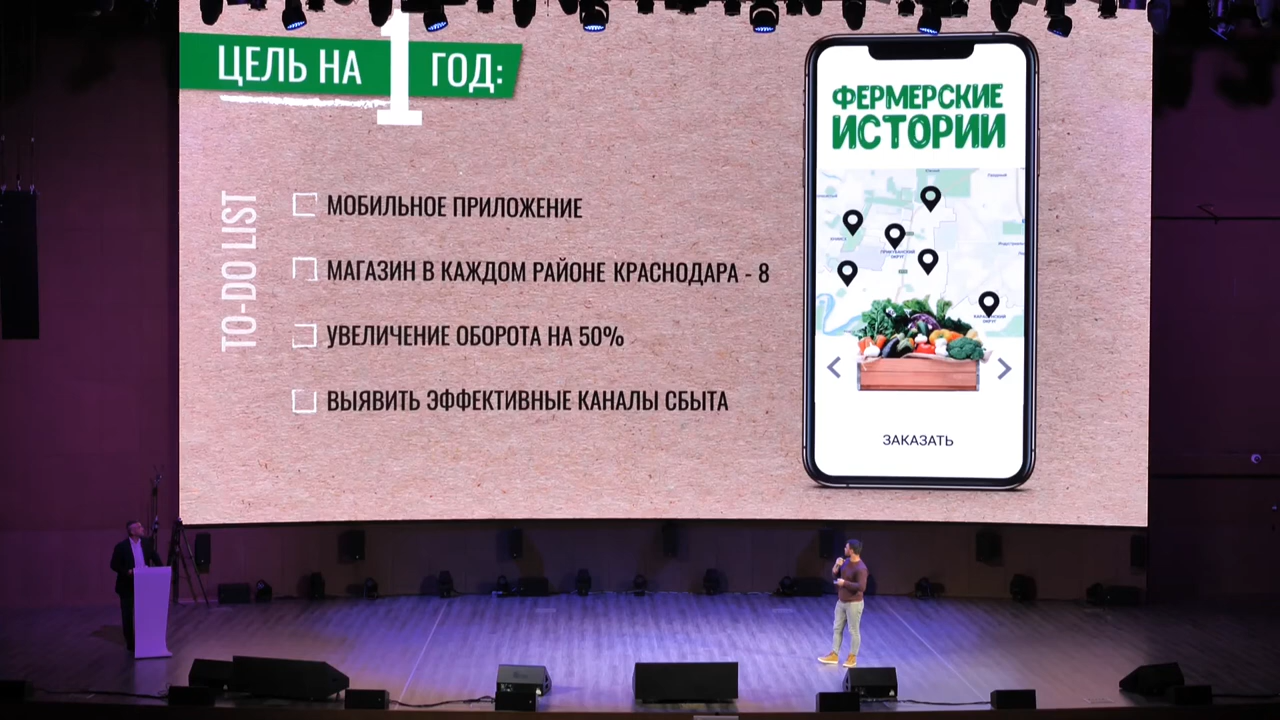 ЦЕЛЬ НА 1 ГОД:
TO-DO LIST
МОБИЛЬНОЕ ПРИЛОЖЕНИЕ
МАГАЗИН В КАЖДОМ РАЙОНЕ КРАСНОДАРА - 8
УВЕЛИЧЕНИЕ ОБОРОТА НА 50%
ВЫЯВИТЬ ЭФФЕКТИВНЫЕ КАНАЛЫ СБЫТА
ФЕРМЕРСКИЕ
ИСТОРИИ
ЗАКАЗАТЬ